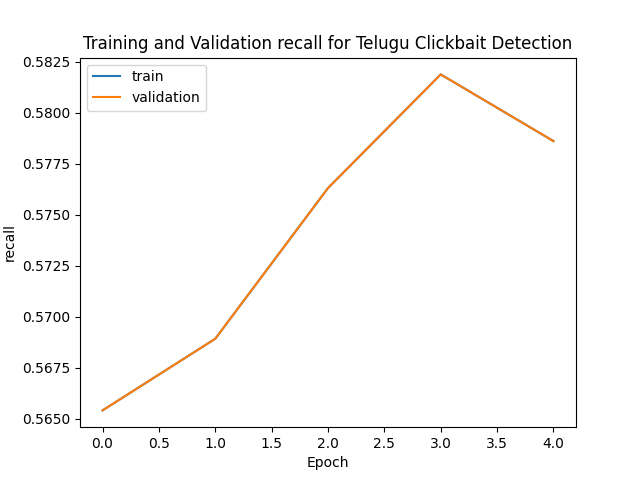 Training and Validation recall for Telugu Clickbait Detection
train
validation
0.5825
0.5800
0.5775
0.5750
0.5725
0.5700
0.5675
0.5650
recall
0.0 0.5 1.0 1.5 2.0 2.5 3.0 3.5 4.0
Epoch